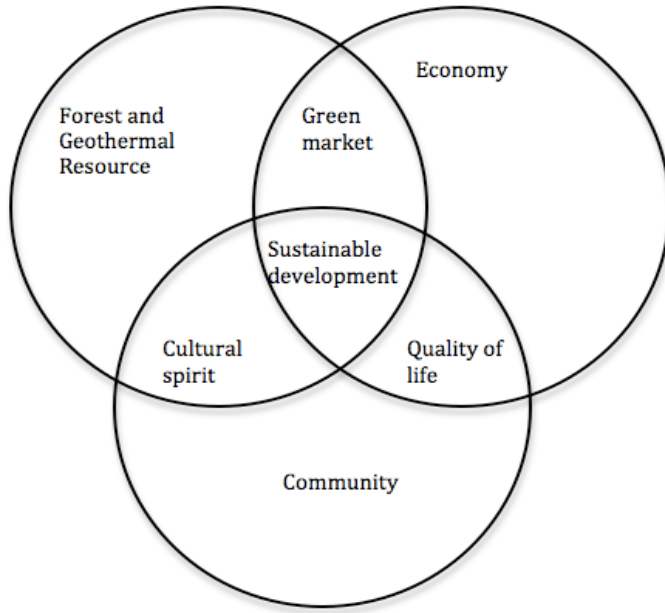 Economy
Forest and
Geothermal
Resource
Green
market
Sustainable
development
Cultural
spirit
Quality of
life
Community